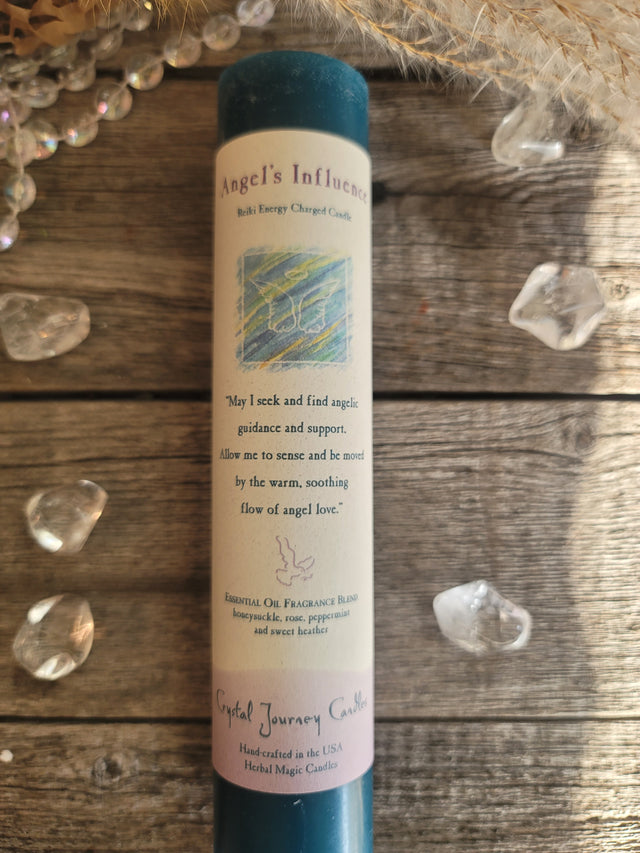 Angel's Influence
Reiki Energy Charged Candle
"May I seek and find angelic
guidance and support.
Allow me to sense and be moved
by the warm, soothing
flow of angel love."
Essential Oil Fragrance Blend
honeysuckle, rose, peppermint
and sweet heather
Crystal Journey Candles
Hand-crafted in the USA
Herbal Magic Candles